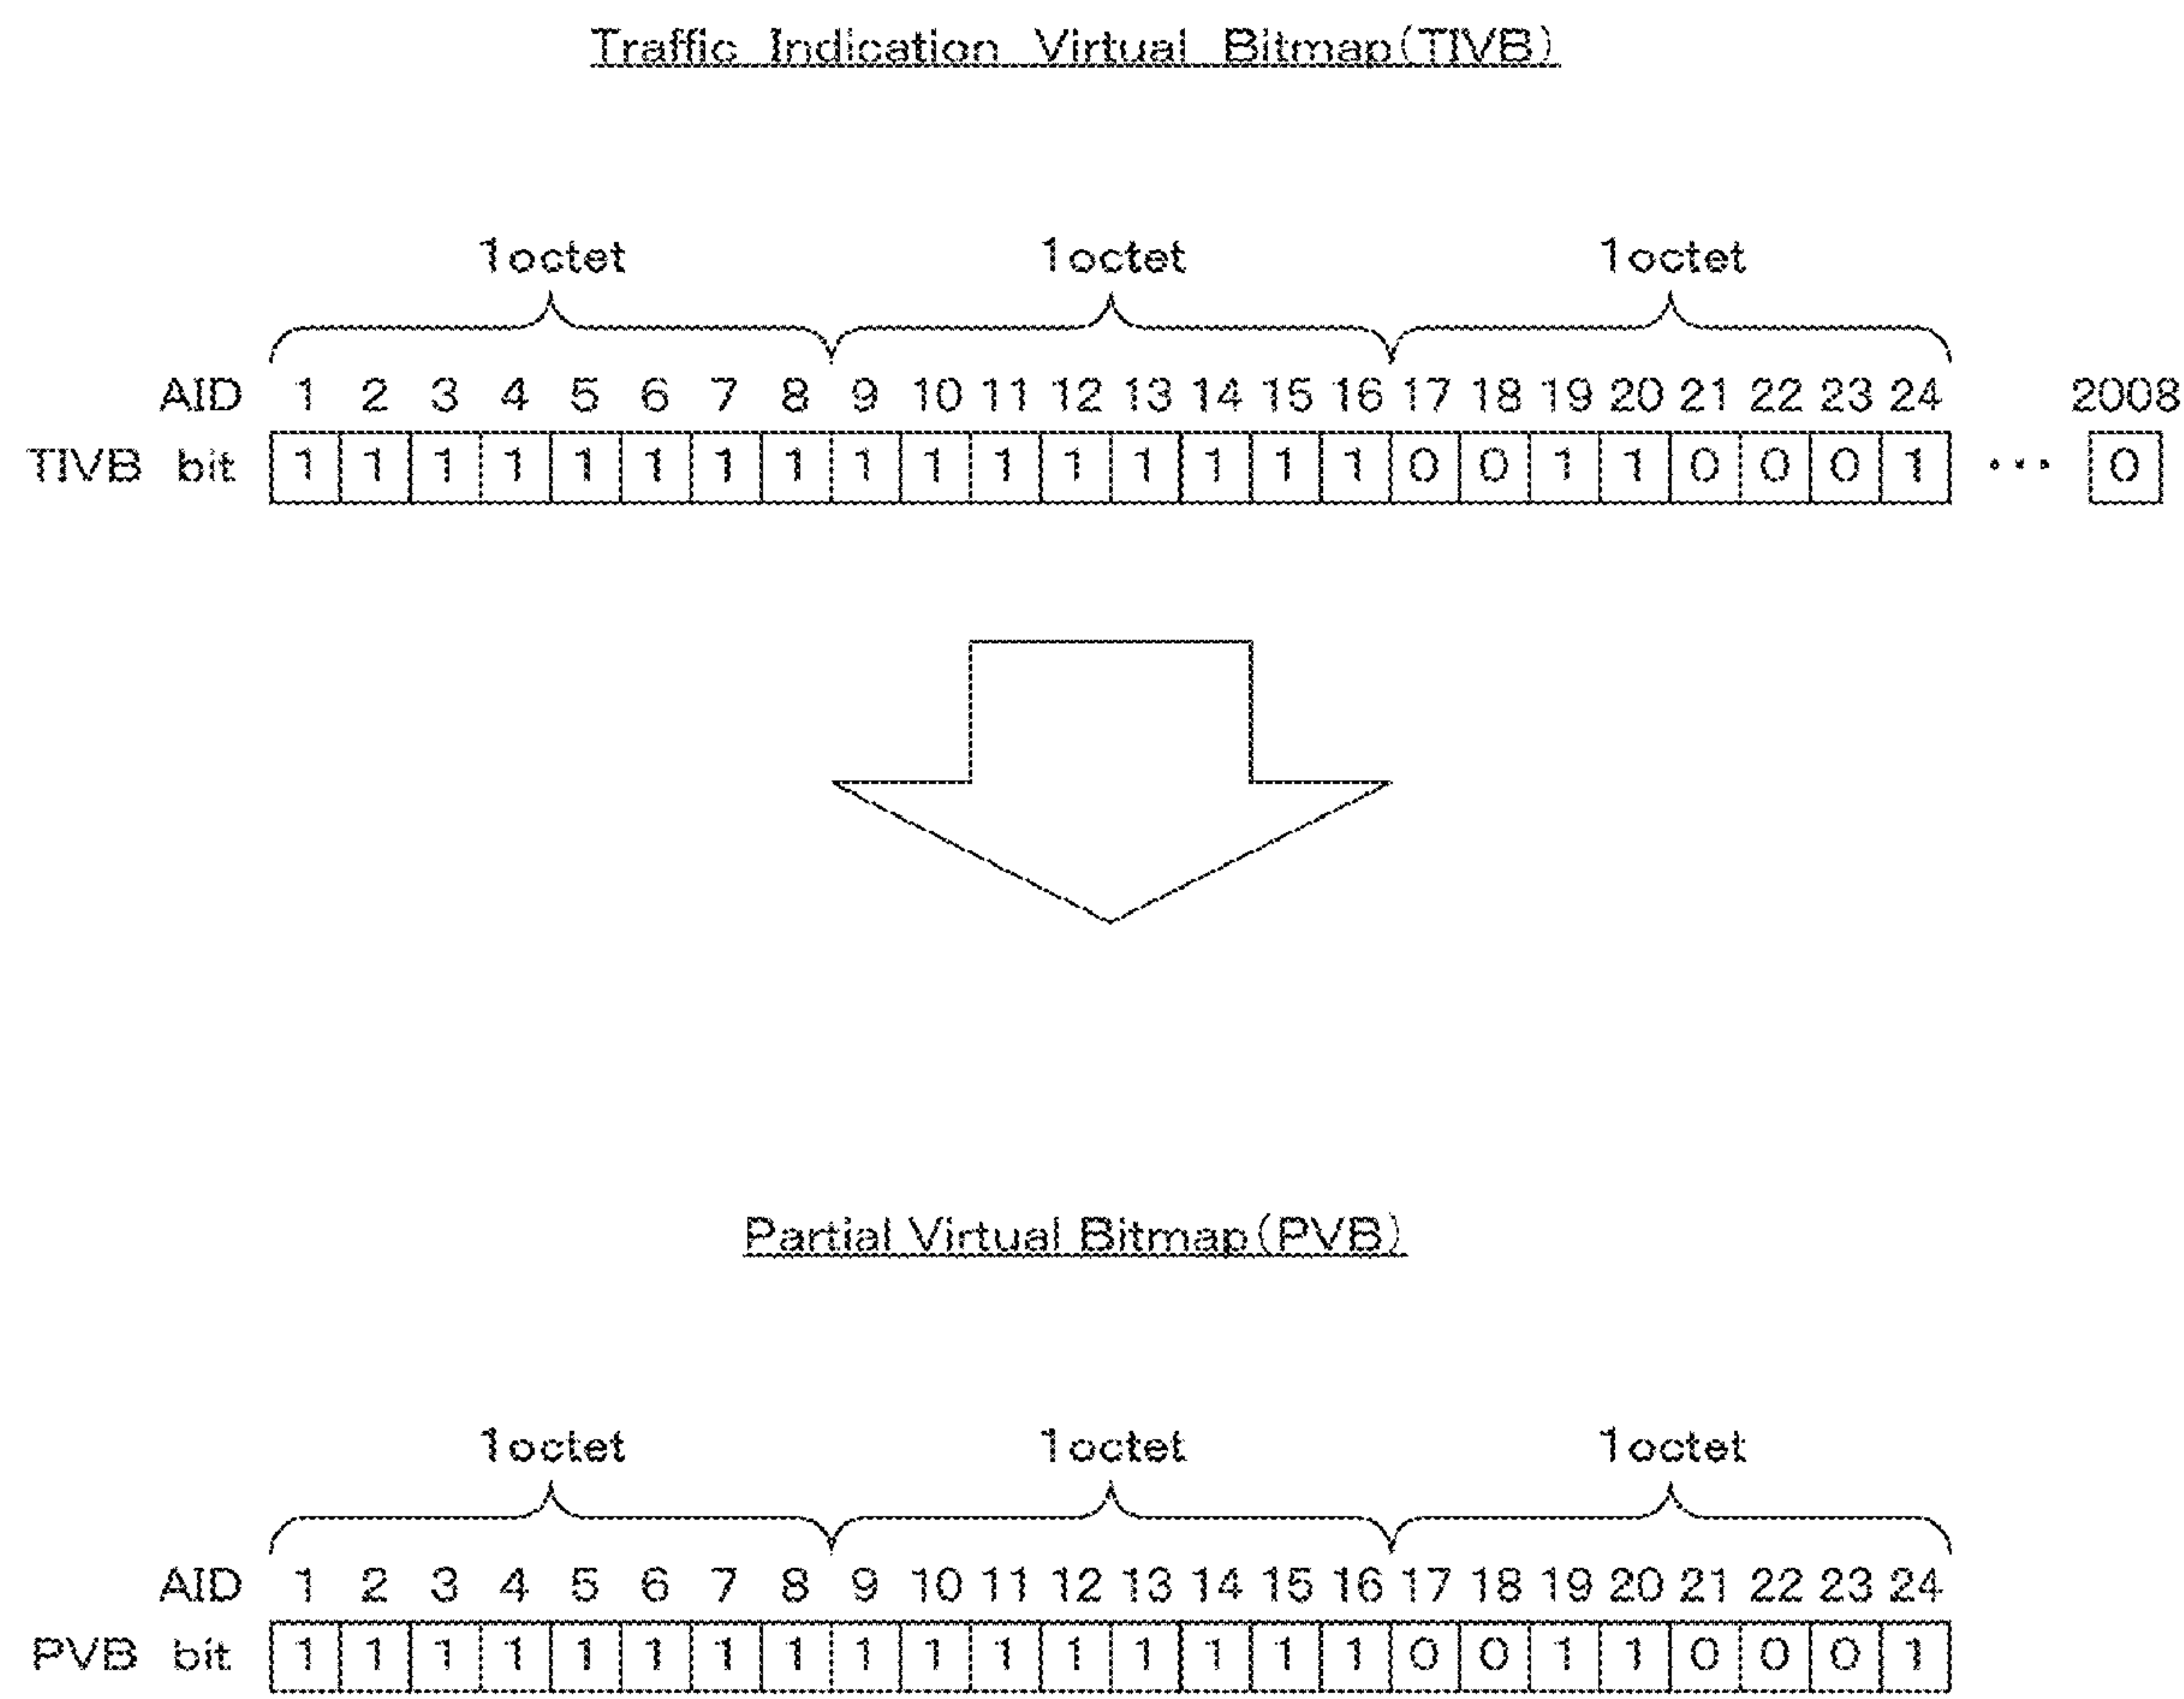 Traffic Indication Virtual Bitmap(TIVB)
1octet 1octet 1octet
AID 1 2 3 4 5 6 7 8 9 10 11 12 13 14 15 16 17 18 19 20 21 22 23 24 2008
TIVB bit 1 1 1 1 1 1 1 1 1 1 1 1 1 1 1 1 0 0 1 1 0 0 0 1 ... 0
Partial Virtual Bitmap(PVB)
1octet 1octet 1octet
AID 1 2 3 4 5 6 7 8 9 10 11 12 13 14 15 16 17 18 19 20 21 22 23 24
PVB bit 1 1 1 1 1 1 1 1 1 1 1 1 1 1 1 1 0 0 1 1 0 0 0 1